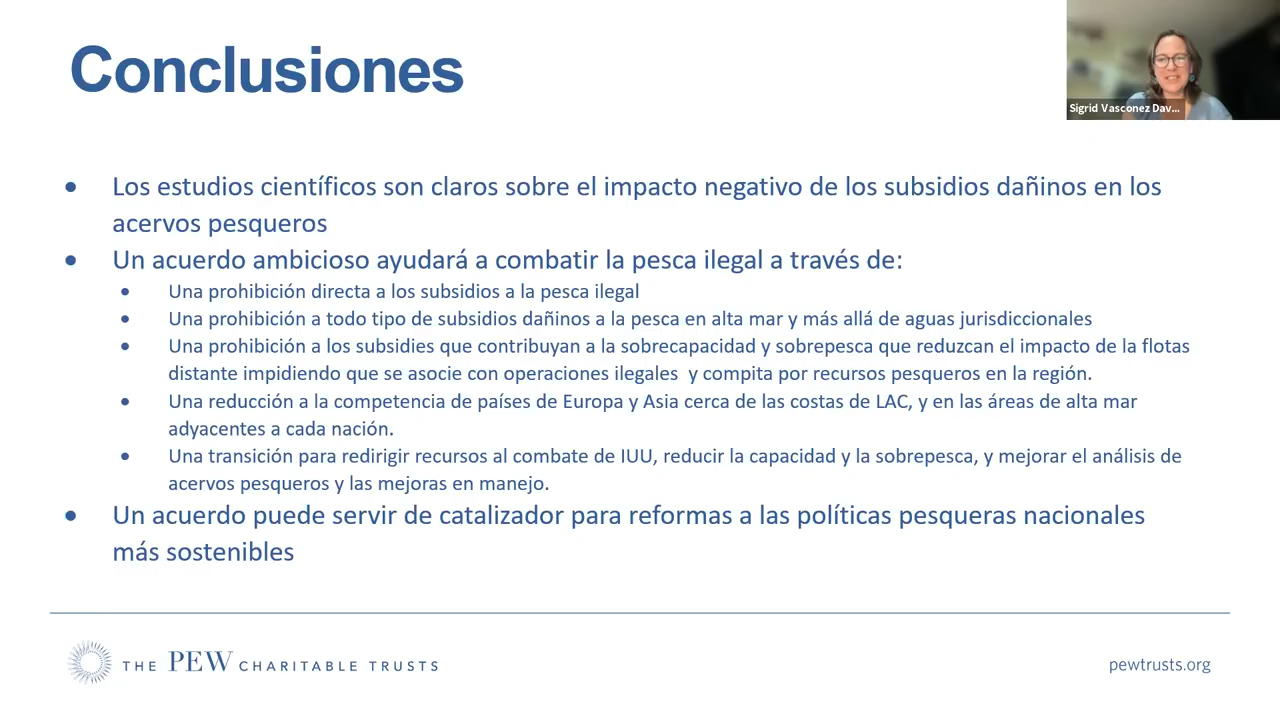 Conclusiones
Sigrid Vasconez Dav...
• Los estudios científicos son claros sobre el impacto negativo de los subsidios dañinos en los
acervos pesqueros
• Un acuerdo ambicioso ayudará a combatir la pesca ilegal a través de:
• Una prohibición directa a los subsidios a la pesca ilegal
• Una prohibición a todo tipo de subsidios dañinos a la pesca en alta mar y más allá de aguas jurisdiccionales
• Una prohibición a los subsidies que contribuyan a la sobrecapacidad y sobrepesca que reduzcan el impacto de la flotas
distante impidiendo que se asocie con operaciones ilegales y compita por recursos pesqueros en la región.
• Una reducción a la competencia de países de Europa y Asia cerca de las costas de LAC, y en las áreas de alta mar
adyacentes a cada nación.
• Una transición para redirigir recursos al combate de IUU, reducir la capacidad y la sobrepesca, y mejorar el análisis de
acervos pesqueros y las mejoras en manejo.
• Un acuerdo puede servir de catalizador para reformas a las políticas pesqueras nacionales
más sostenibles
THE PEW CHARITABLE TRUSTS
pewtrusts.org